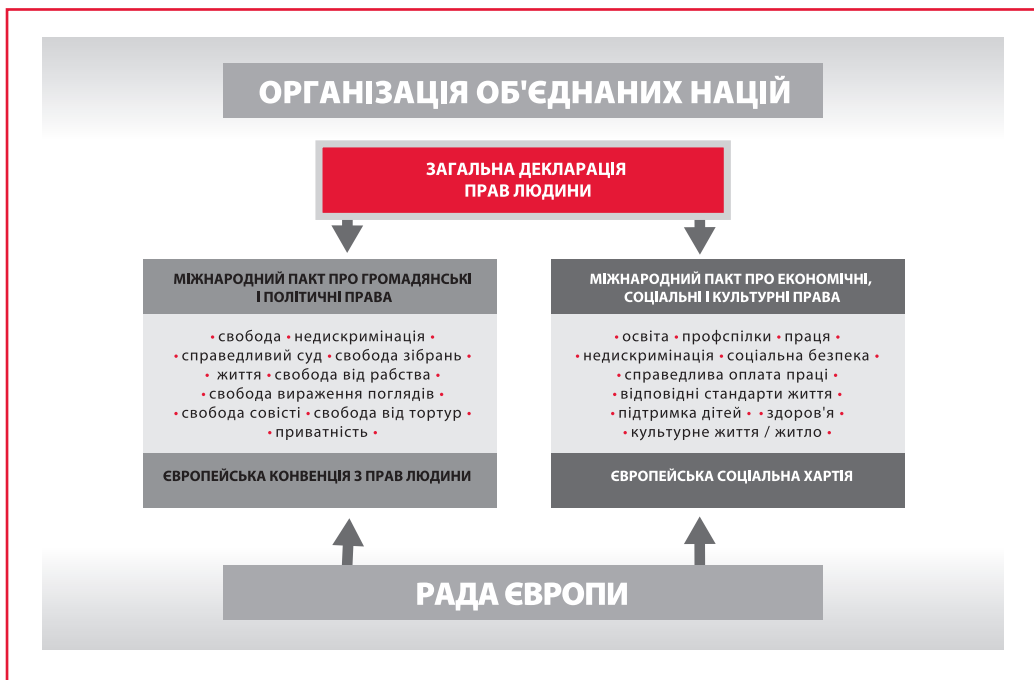 ОРГАНІЗАЦІЯ ОБ'ЄДНАНИХ НАЦІЙ
ЗАГАЛЬНА ДЕКЛАРАЦІЯ
ПРАВ ЛЮДИНИ
МІЖНАРОДНИЙ ПАКТ ПРО ГРОМАДЯНСЬКІ
І ПОЛІТИЧНІ ПРАВА
• свобода • недискримінація •
• справедливий суд • свобода зібрань •
• життя • свобода від рабства •
• свобода вираження поглядів •
• свобода совісті • свобода від тортур •
• приватність •
ЄВРОПЕЙСЬКА КОНВЕНЦІЯ З ПРАВ ЛЮДИНИ
МІЖНАРОДНИЙ ПАКТ ПРО ЕКОНОМІЧНІ,
СОЦІАЛЬНІ І КУЛЬТУРНІ ПРАВА
• освіта • профспілки • праця •
• недискримінація • соціальна безпека •
• справедлива оплата праці •
• відповідні стандарти життя •
• підтримка дітей • • здоров'я •
• культурне життя / житло •
ЄВРОПЕЙСЬКА СОЦІАЛЬНА ХАРТІЯ
РАДА ЄВРОПИ